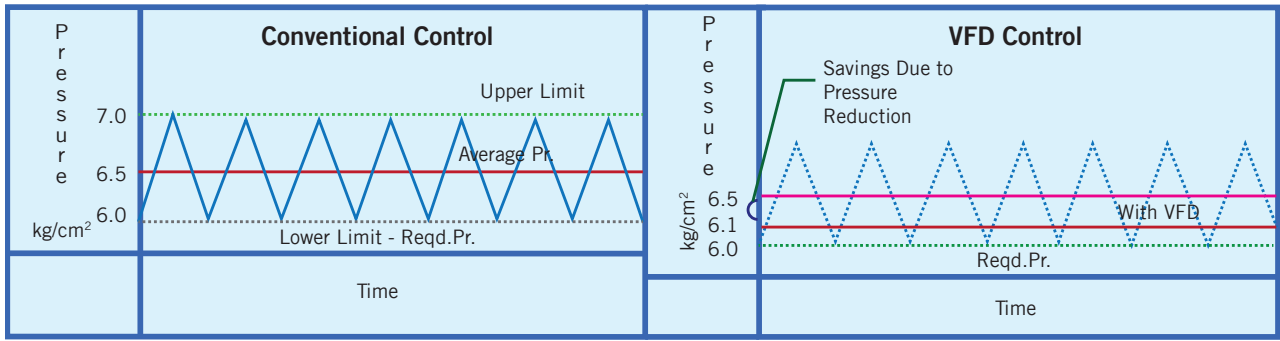 Pressure
Conventional Control
Upper Limit
7.0
Average Pr.
6.5
6.0
kg/cm²
Lower Limit - Reqd.Pr.
Time
Pressure
VFD Control
Savings Due to
Pressure
Reduction
6.5
With VFD
6.1
kg/cm²
6.0
Reqd.Pr.
Time